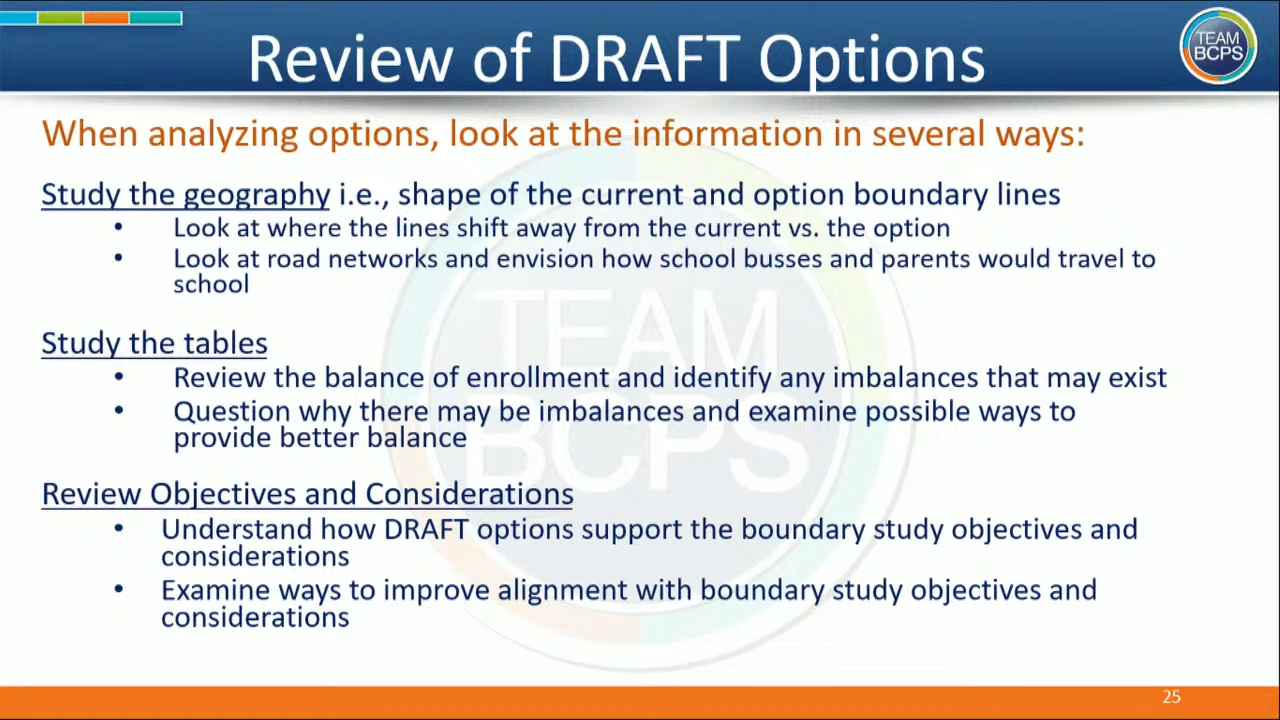 Review of DRAFT Options
TEAM
BCPS
When analyzing options, look at the information in several ways:
Study the geography i.e., shape of the current and option boundary lines
• Look at where the lines shift away from the current vs. the option
• Look at road networks and envision how school busses and parents would travel to
school
Study the tables
• Review the balance of enrollment and identify any imbalances that may exist
• Question why there may be imbalances and examine possible ways to
provide better balance
Review Objectives and Considerations
• Understand how DRAFT options support the boundary study objectives and
considerations
• Examine ways to improve alignment with boundary study objectives and
considerations
TEAM
BCPS
25